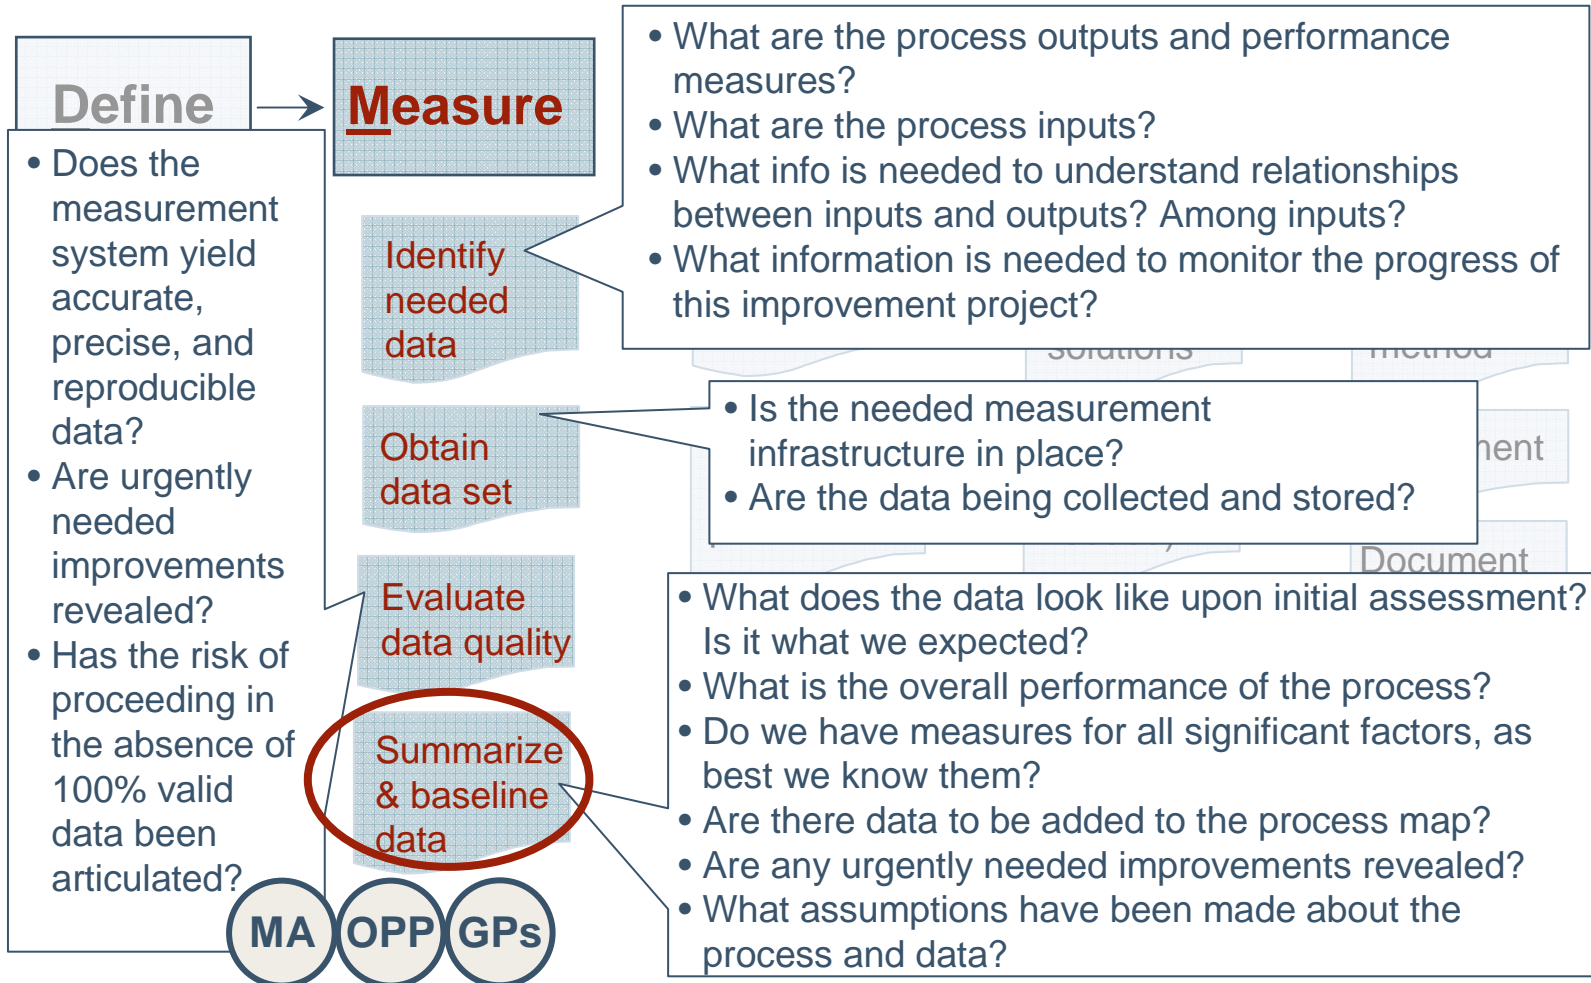 Define
Measure
• Does the
measurement
system yield
accurate,
precise, and
reproducible
data?
• Are urgently
needed
improvements
revealed?
• Has the risk of
proceeding in
the absence of
100% valid
data been
articulated?
Identify
needed
data
• What are the process outputs and performance
measures?
• What are the process inputs?
• What info is needed to understand relationships
between inputs and outputs? Among inputs?
• What information is needed to monitor the progress of
this improvement project?
solutions
method
Obtain
data set
• Is the needed measurement
infrastructure in place?
• Are the data being collected and stored?
Document
Evaluate
data quality
Summarize
& baseline
data
• What does the data look like upon initial assessment?
Is it what we expected?
• What is the overall performance of the process?
• Do we have measures for all significant factors, as
best we know them?
• Are there data to be added to the process map?
• Are any urgently needed improvements revealed?
• What assumptions have been made about the
process and data?
MA
OPP
GPs